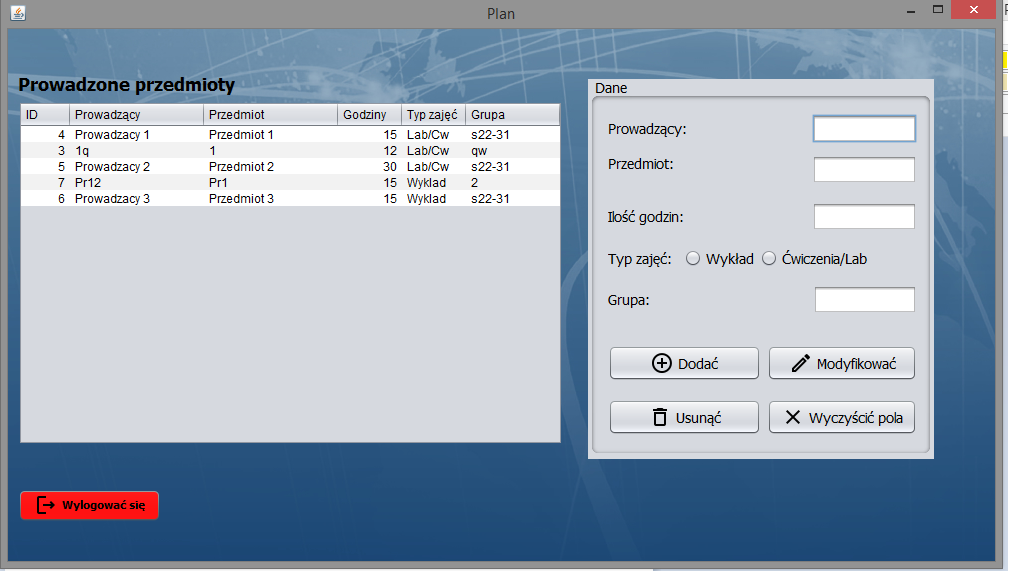 Plan
Prowadzone przedmioty
ID Prowadzący Przedmiot Godziny Typ zajęć Grupa
4 Prowadzacy 1 Przedmiot 1 15 Lab/Cw s22-31
3 1q 1 12 Lab/Cw qw
5 Prowadzacy 2 Przedmiot 2 30 Lab/Cw s22-31
7 Pr12 Pr1 15 Wyklad 2
6 Prowadzacy 3 Przedmiot 3 15 Wyklad s22-31
Dane
Prowadzący:
Przedmiot:
Ilość godzin:
Typ zajęć: Wykład Ćwiczenia/Lab
Grupa:
Dodać Modyfikować
Usunąć Wyczyścić pola
Wylogować się